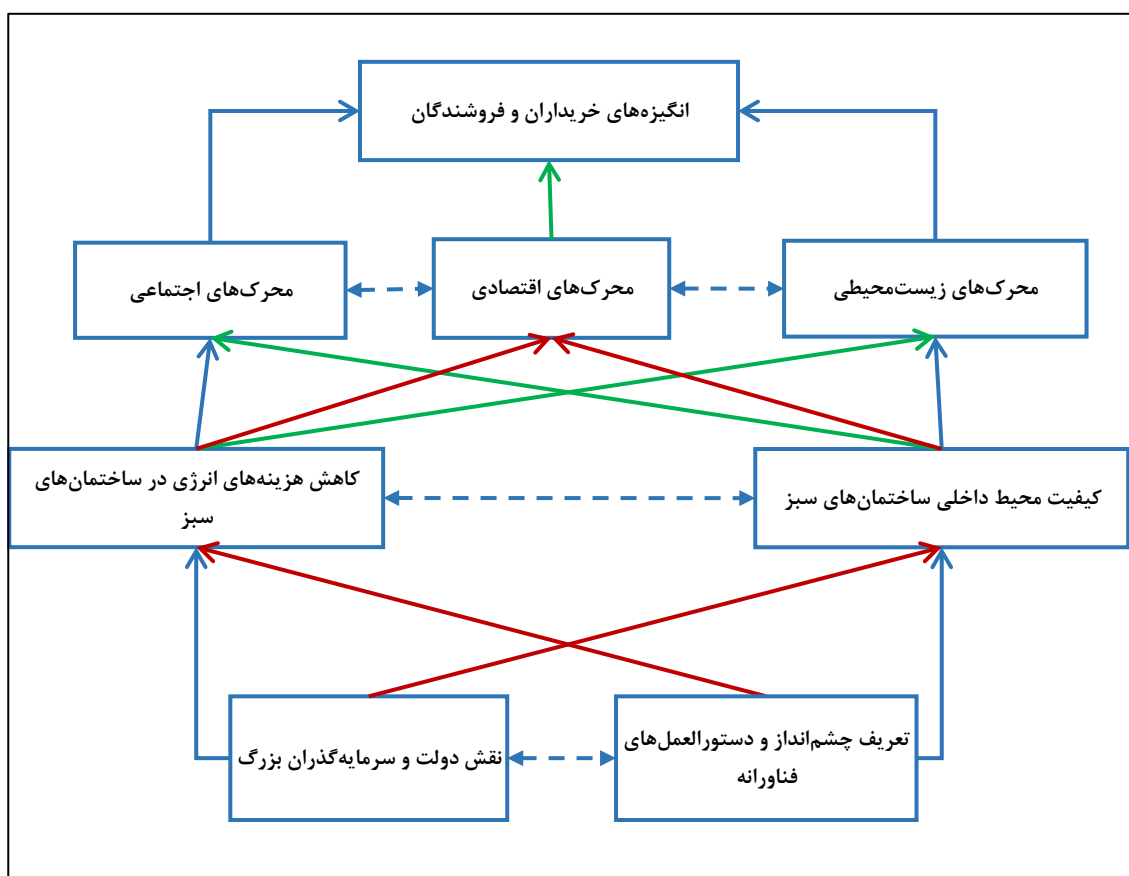 انگیزه‌های خریداران و فروشندگان
محرک‌های زیست‌محیطی
محرک‌های اقتصادی
محرک‌های اجتماعی
کیفیت محیط داخلی ساختمان‌های سبز
کاهش هزینه‌های انرژی در ساختمان‌های
سبز
تعریف چشم‌انداز و دستورالعمل‌های
فناورانه
نقش دولت و سرمایه‌گذران بزرگ